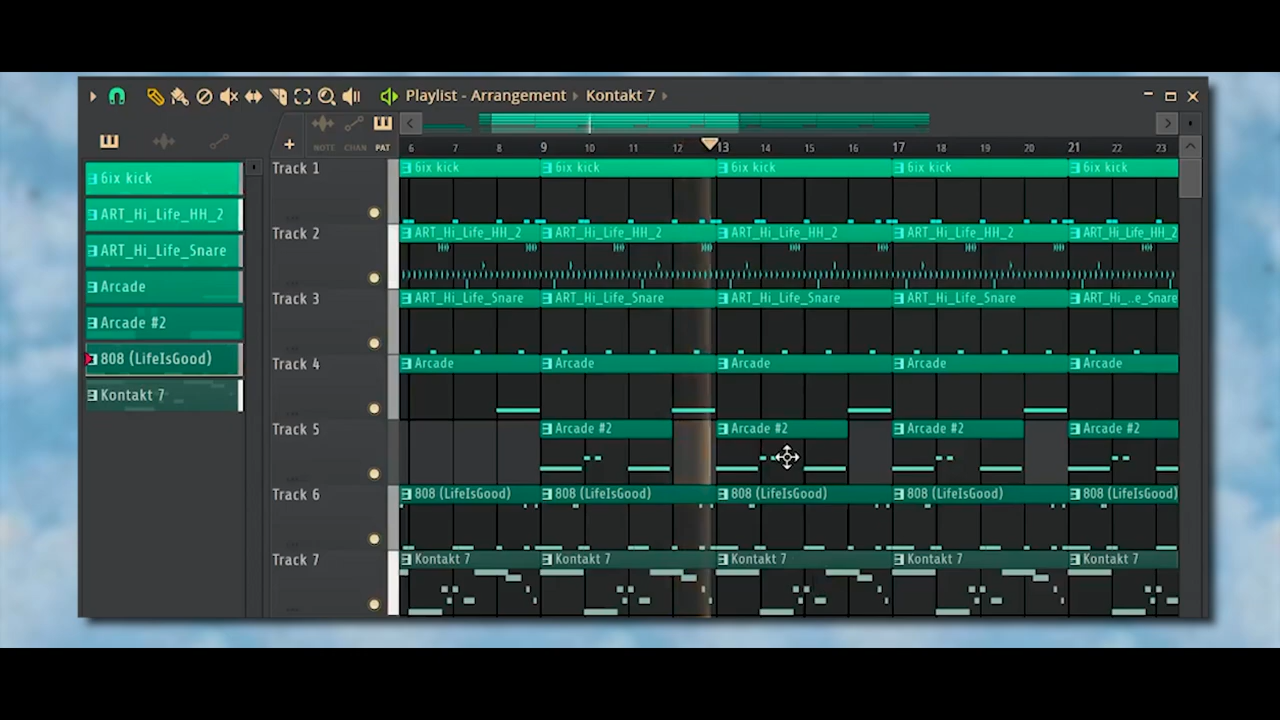 Playlist - Arrangement ▸ Kontakt 7 ▸
NOTE CHAN PAT
6 7 8 9 10 11 12 13 14 15 16 17 18 19 20 21 22 23
6ix kick
ART_Hi_Life_HH_2
ART_Hi_Life_Snare
Arcade
Arcade #2
808 (LifeIsGood)
Kontakt 7
Track 1
6ix kick 6ix kick 6ix kick 6ix kick 6ix kick
Track 2
ART_Hi_Life_HH_2 ART_Hi_Life_HH_2 ART_Hi_Life_HH_2 ART_Hi_Life_HH_2 ART_Hi_Life_HH_2
Track 3
ART_Hi_Life_Snare ART_Hi_Life_Snare ART_Hi_Life_Snare ART_Hi_Life_Snare ART_Hi_..e_Snare
Track 4
Arcade Arcade Arcade Arcade Arcade
Track 5
Arcade #2 Arcade #2 Arcade #2 Arcade #2
Track 6
808 (LifeIsGood) 808 (LifeIsGood) 808 (LifeIsGood) 808 (LifeIsGood) 808 (LifeIsGood)
Track 7
Kontakt 7 Kontakt 7 Kontakt 7 Kontakt 7 Kontakt 7